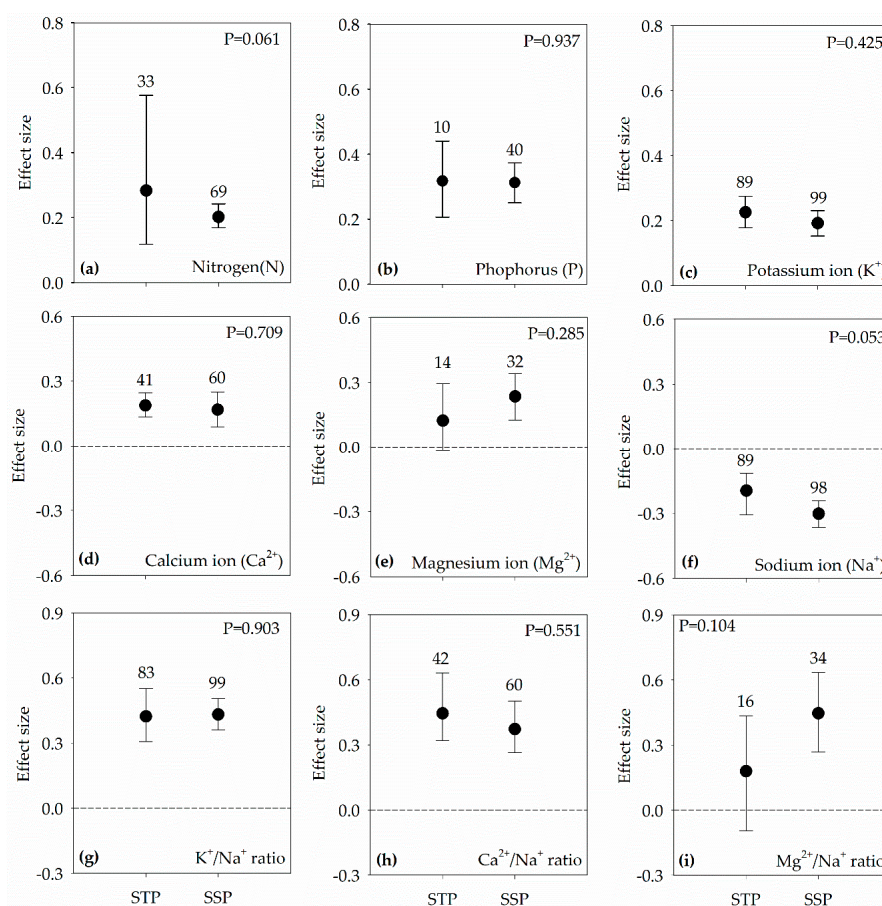 P=0.061
33
69
0.8
0.6
0.4
0.2
0.0
Effect size
(a) Nitrogen(N)
P=0.937
10
40
0.8
0.6
0.4
0.2
0.0
Effect size
(b) Phophorus (P)
P=0.425
89
99
0.8
0.6
0.4
0.2
0.0
Effect size
(c) Potassium ion (K⁺
P=0.709
41
60
0.6
0.3
0.0
-0.3
-0.6
Effect size
(d) Calcium ion (Ca²⁺)
P=0.285
14
32
0.6
0.3
0.0
-0.3
-0.6
Effect size
(e) Magnesium ion (Mg²⁺)
P=0.053
89
98
0.6
0.3
0.0
-0.3
-0.6
Effect size
(f) Sodium ion (Na⁺)
P=0.903
83
99
0.9
0.6
0.3
0.0
-0.3
Effect size
(g) K⁺/Na⁺ ratio
STP SSP
P=0.551
42
60
0.9
0.6
0.3
0.0
-0.3
Effect size
(h) Ca²⁺/Na⁺ ratio
STP SSP
P=0.104
16
34
0.9
0.6
0.3
0.0
-0.3
Effect size
(i) Mg²⁺/Na⁺ ratio
STP SSP